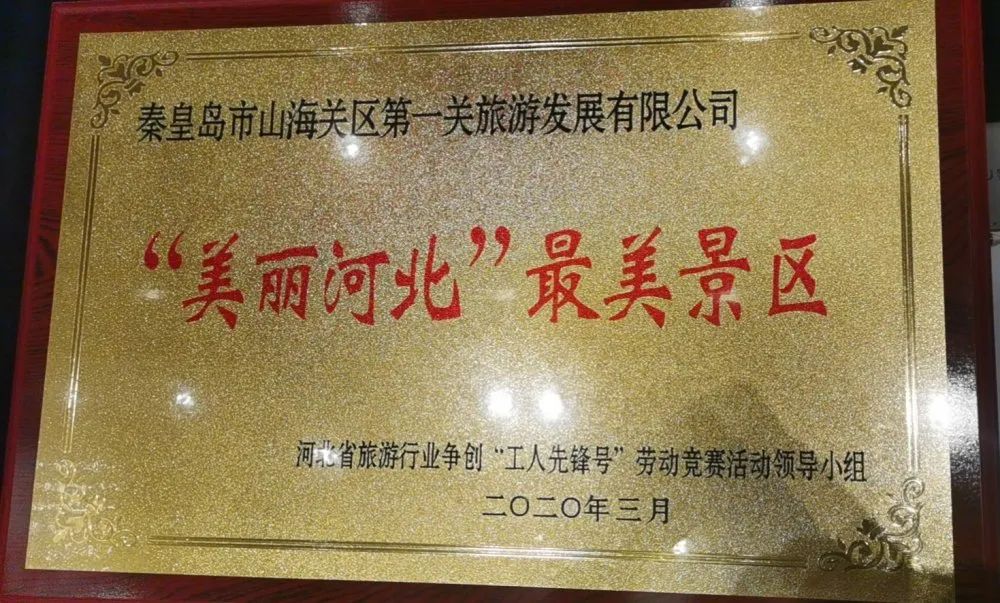 秦皇岛市山海关区第一关旅游发展有限公司
“美丽河北”最美景区
河北省旅游行业争创“工人先锋号”劳动竞赛活动领导小组
二〇二〇年三月